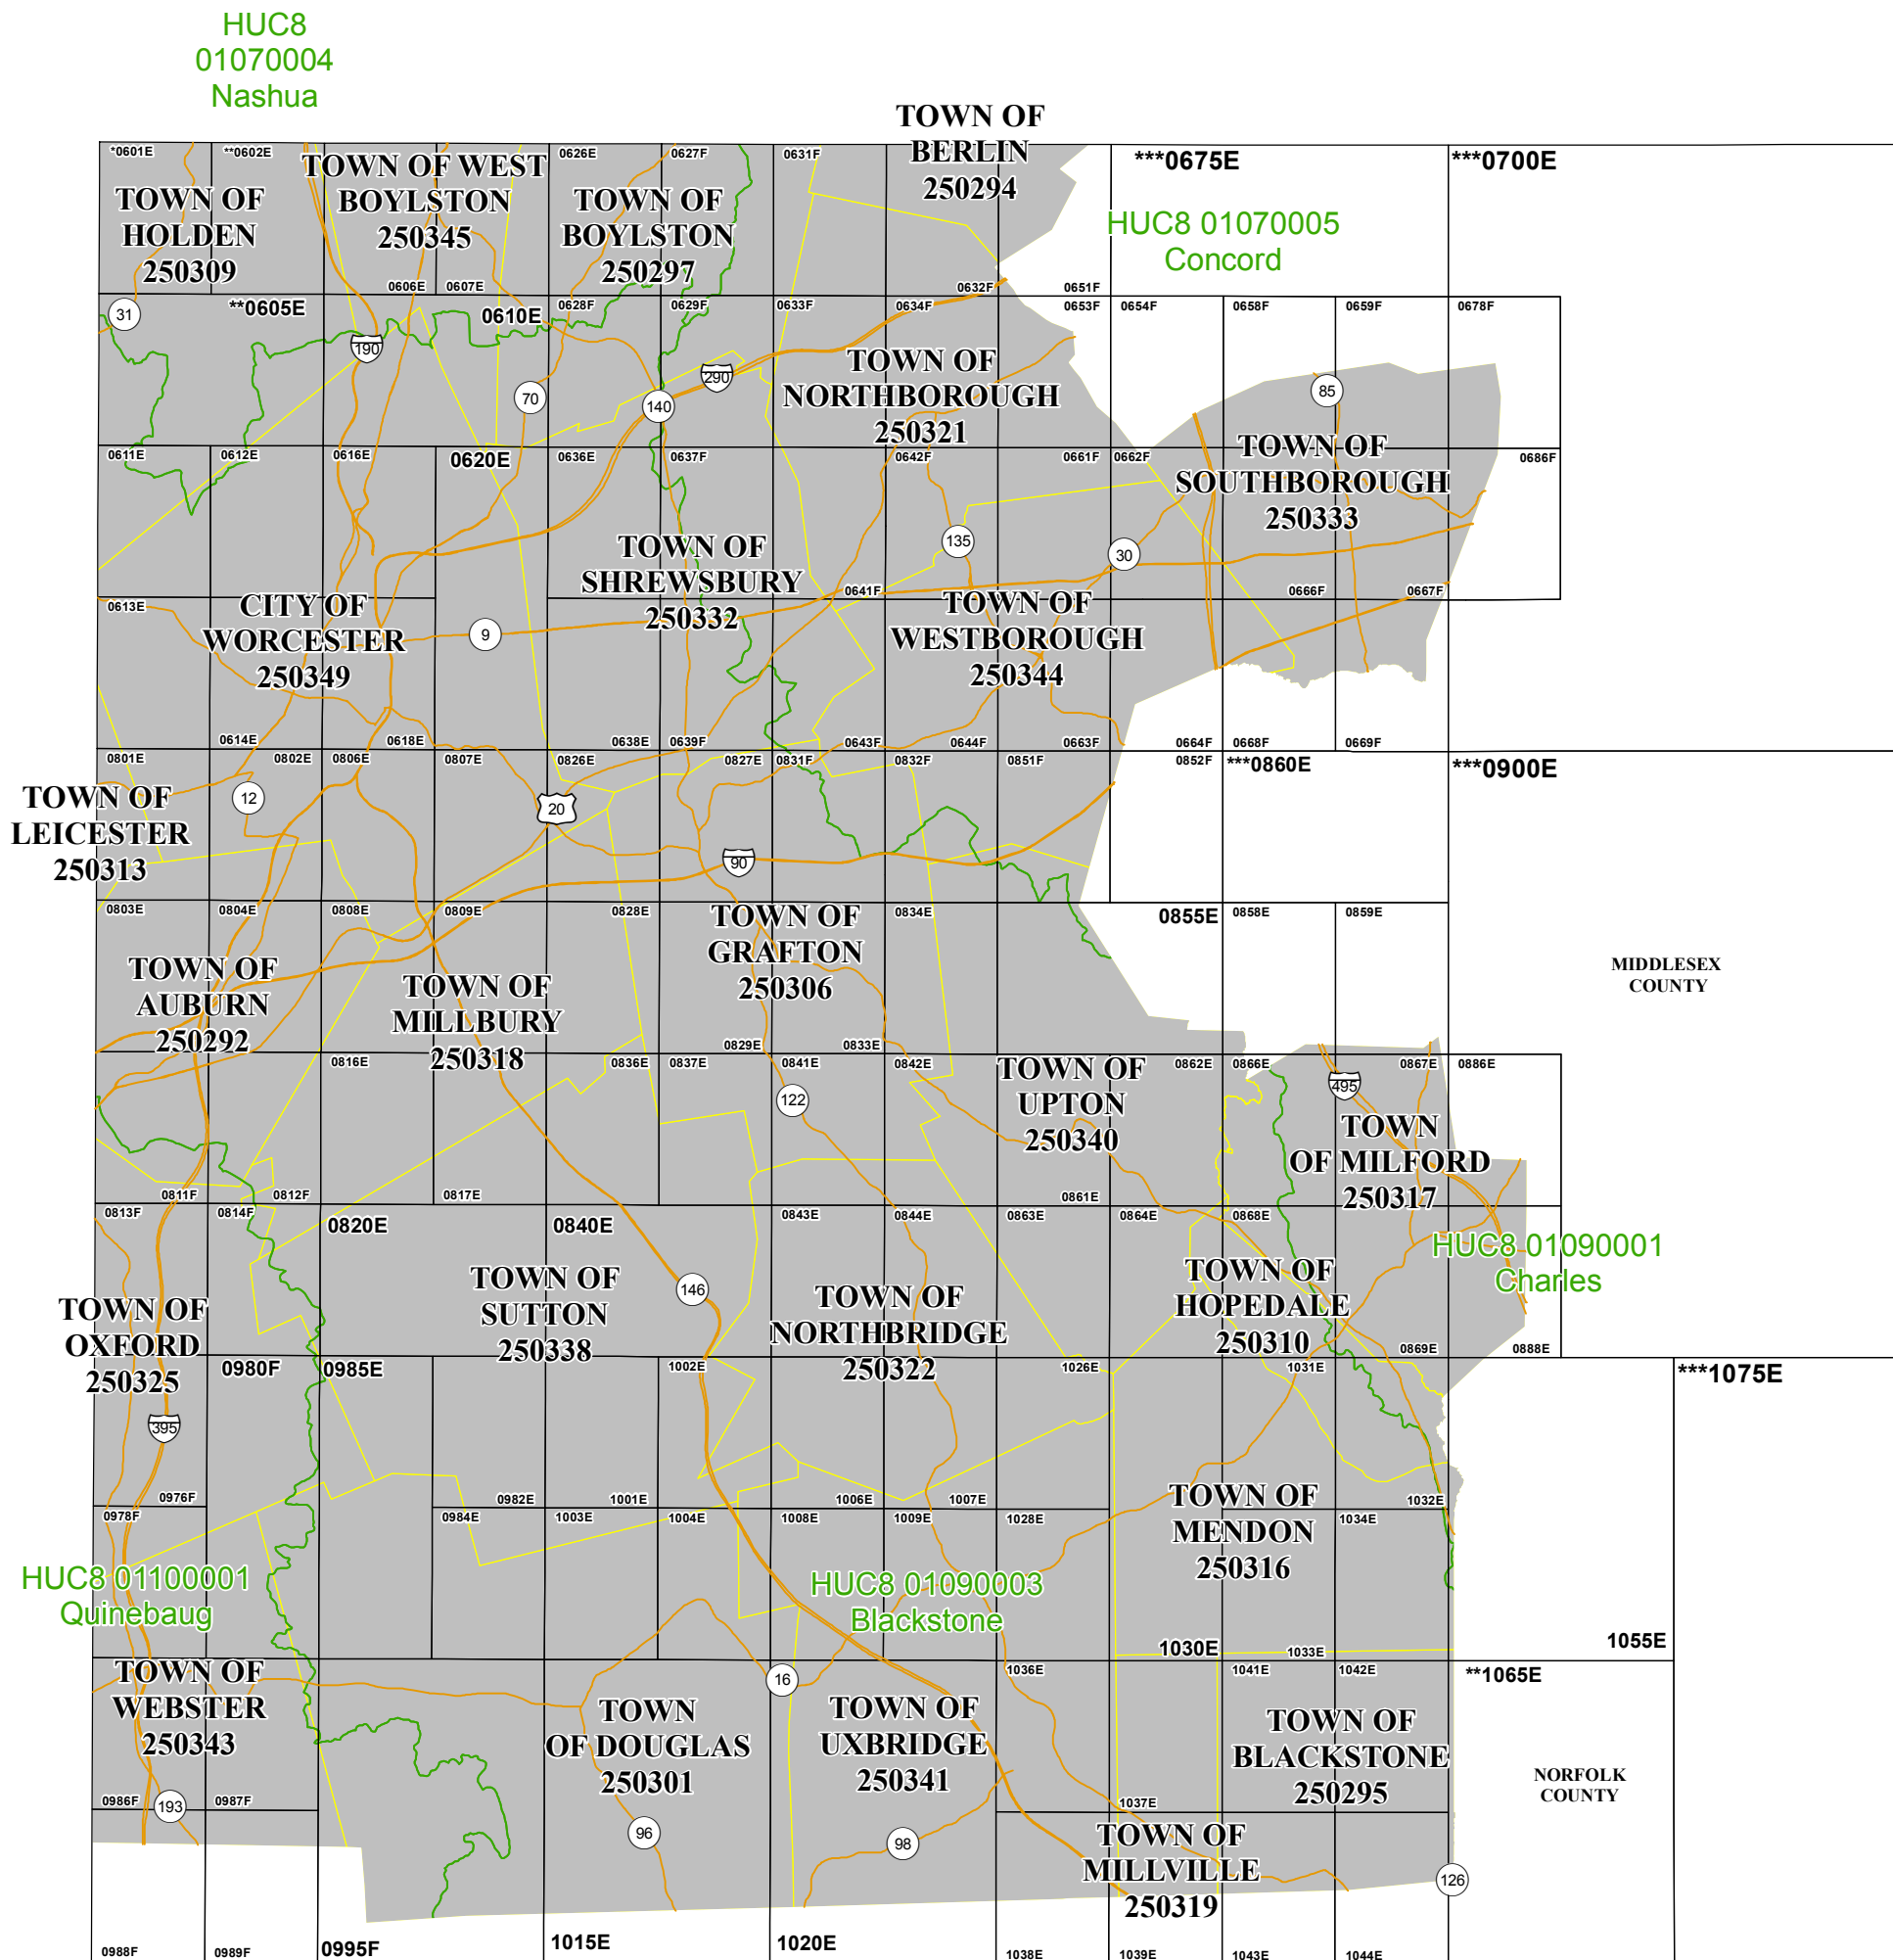 HUC8
01070004
Nashua
TOWN OF
BERLIN
250294
*0601E
**0602E
TOWN OF WEST
BOYLSTON
250345
0626E
0627F
0631F
***0675E
***0700E
TOWN OF
HOLDEN
250309
TOWN OF
BOYLSTON
250297
HUC8 01070005
Concord
0606E
0607E
0632F
0651F
31
**0605E
0610E
0628F
0629F
0633F
0634F
0653F
0654F
0658F
0659F
0678F
190
290
TOWN OF
NORTHBOROUGH
250321
70
140
85
0611E
0612E
0616E
0620E
0636E
0637F
0642F
0661F
0662F
TOWN OF
SOUTHBOROUGH
250333
0686F
TOWN OF
SHREWSBURY
250332
135
30
0641F
0666F
0667F
0613E
CITY OF
WORCESTER
250349
9
TOWN OF
WESTBOROUGH
250344
0614E
0618E
0638E
0639F
0643F
0644F
0663F
0664F
0668F
0669F
0801E
0802E
0806E
0807E
0826E
0827E
0831F
0832F
0851F
0852F
***0860E
***0900E
TOWN OF
LEICESTER
250313
12
20
90
0803E
0804E
0808E
0809E
0828E
TOWN OF
GRAFTON
250306
0834E
0855E
0858E
0859E
TOWN OF
AUBURN
250292
TOWN OF
MILLBURY
250318
MIDDLESEX
COUNTY
0829E
0833E
0816E
0836E
0837E
0841E
0842E
TOWN OF
UPTON
250340
0862E
0866E
0867E
0886E
495
122
TOWN
OF MILFORD
250317
0811F
0812F
0817E
0861E
0813F
0814F
0820E
0840E
0843E
0844E
0863E
0864E
0868E
HUC8 01090001
Charles
TOWN OF
SUTTON
250338
146
TOWN OF
NORTHBRIDGE
250322
TOWN OF
HOPEDALE
250310
TOWN OF
OXFORD
250325
0869E
0888E
0980F
0985E
1002E
1026E
1031E
***1075E
395
0976F
0982E
1001E
1006E
1007E
TOWN OF
MENDON
250316
1032E
0978F
0984E
1003E
1004E
1008E
1009E
1028E
1034E
HUC8 01100001
Quinebaug
HUC8 01090003
Blackstone
1030E
1033E
1055E
TOWN OF
WEBSTER
250343
16
1036E
1041E
1042E
**1065E
TOWN
OF DOUGLAS
250301
TOWN OF
UXBRIDGE
250341
TOWN OF
BLACKSTONE
250295
NORFOLK
COUNTY
0986F
193
0987F
1037E
96
98
TOWN OF
MILLVILLE
250319
126
0988F
0989F
0995F
1015E
1020E
1038E
1039E
1043E
1044E